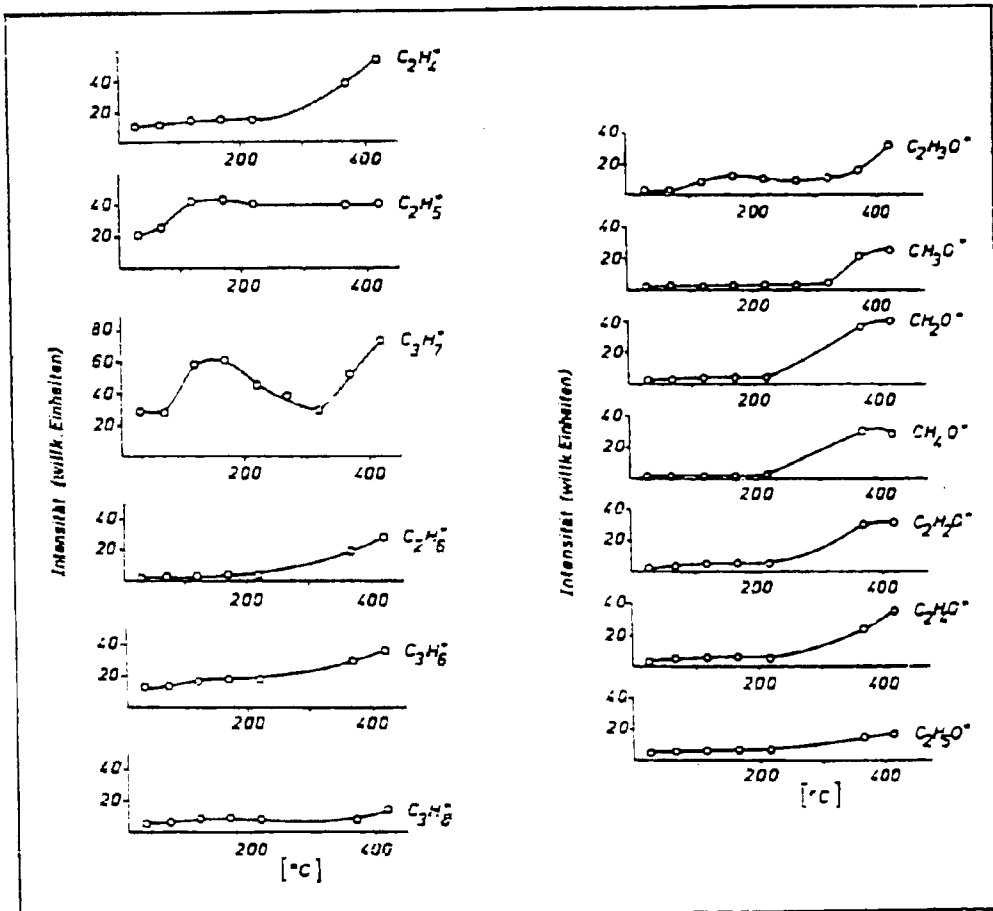 40
20
200 400
C₂H₄⁺
40
20
200 400
C₂H₅⁺
80
60
40
20
200 400
C₃H₇⁺
40
20
200 400
C₂H₆⁺
40
20
200 400
C₃H₆⁺
40
20
200 400
C₃H₈⁺
[°C]
Intensität (willk. Einheiten)
40
20
200 400
C₂H₃O⁺
40
20
200 400
CH₃O⁺
40
20
200 400
CH₂O⁺
40
20
200 400
CH₄O⁺
40
20
200 400
C₂H₂O⁺
40
20
200 400
C₂H₄O⁺
40
20
200 400
C₂H₅O⁺
[°C]
Intensität (willk. Einheiten)